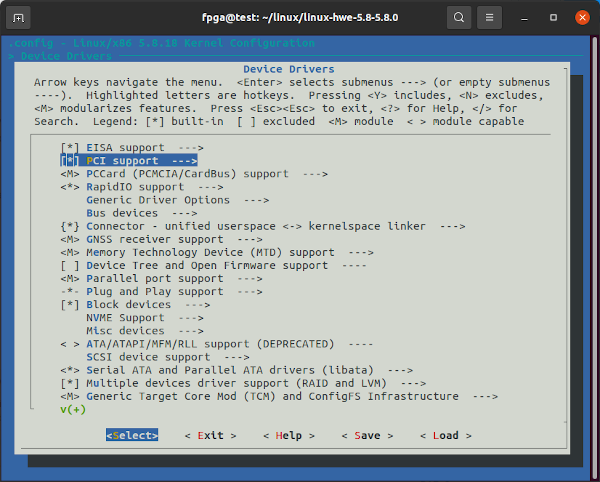 fpga@test: ~/linux/linux-hwe-5.8-5.8.0
.config - Linux/x86 5.8.18 Kernel Configuration
> Device Drivers
Device Drivers
Arrow keys navigate the menu.  <Enter> selects submenus ---> (or empty submenus
----).  Highlighted letters are hotkeys.  Pressing <Y> includes, <N> excludes,
<M> modularizes features.  Press <Esc><Esc> to exit, <?> for Help, </> for
Search.  Legend: [*] built-in  [ ] excluded  <M> module  < > module capable
[*] EISA support  --->
[*] PCI support  --->
<M> PCCard (PCMCIA/CardBus) support  --->
<*> RapidIO support  --->
Generic Driver Options  --->
Bus devices  --->
{*} Connector - unified userspace <-> kernelspace linker  --->
<M> GNSS receiver support  --->
<M> Memory Technology Device (MTD) support  --->
[ ] Device Tree and Open Firmware support  ----
<M> Parallel port support  --->
-*- Plug and Play support  --->
[*] Block devices  --->
NVME Support  --->
Misc devices  --->
< > ATA/ATAPI/MFM/RLL support (DEPRECATED)  ----
SCSI device support  --->
<*> Serial ATA and Parallel ATA drivers (libata)  --->
[*] Multiple devices driver support (RAID and LVM)  --->
<M> Generic Target Core Mod (TCM) and ConfigFS Infrastructure  --->
v(+)
<Select>    < Exit >    < Help >    < Save >    < Load >